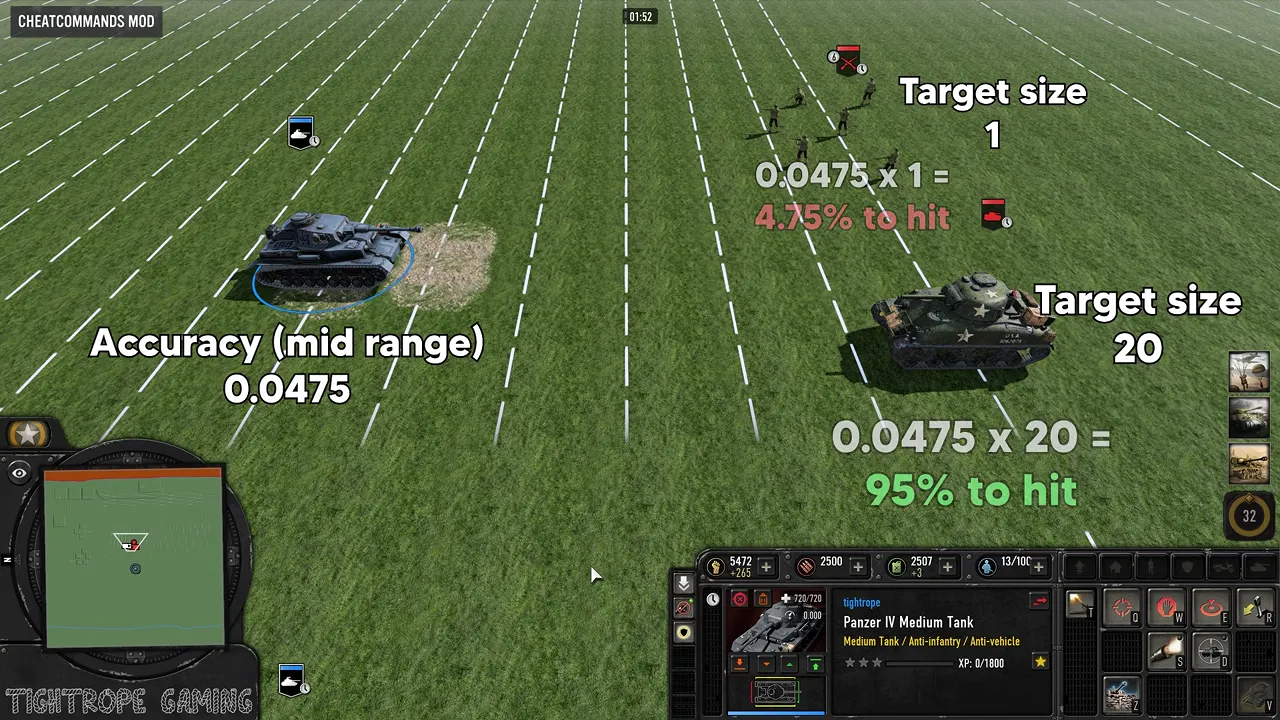 CHEATCOMMANDS MOD
01:52
Target size
1
0.0475 x 1 =
4.75% to hit
Accuracy (mid range)
0.0475
Target size
20
0.0475 x 20 =
95% to hit
32
N
5472
+265
2500
2507
+3
13/100
720/720
0.000
tightrope
Panzer IV Medium Tank
Medium Tank / Anti-infantry / Anti-vehicle
XP: 0/1800
T
Q
W
E
R
S
D
Z
V
TIGHTROPE GAMING